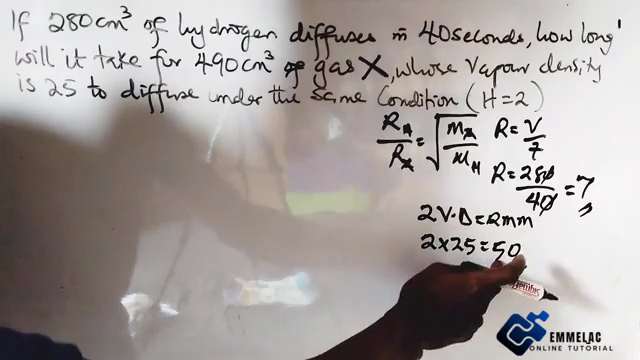 If 280cm³ of hydrogen diffuses in 40seconds, how long
will it take for 490cm³ of gas X, whose vapour density
is 25 to diffuse under the same condition (H=2)
R_H/R_X = √(M_X/M_H) R = V/T
R = 280/40 = 7
2V.D = Rmm
2×25=50
EMMELAC
ONLINE TUTORIAL